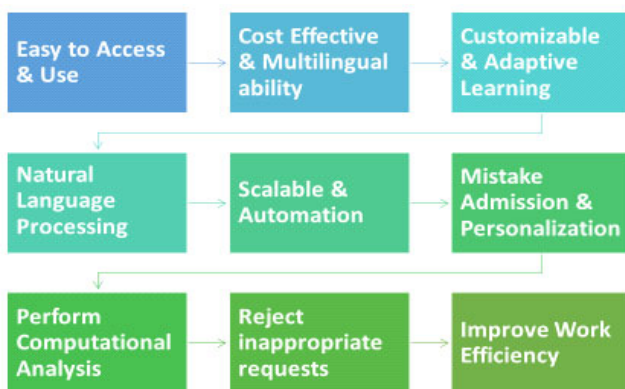 Easy to Access
& Use
Cost Effective
& Multilingual
ability
Customizable
& Adaptive
Learning
Natural
Language
Processing
Scalable &
Automation
Mistake
Admission &
Personalization
Perform
Computational
Analysis
Reject
inappropriate
requests
Improve Work
Efficiency